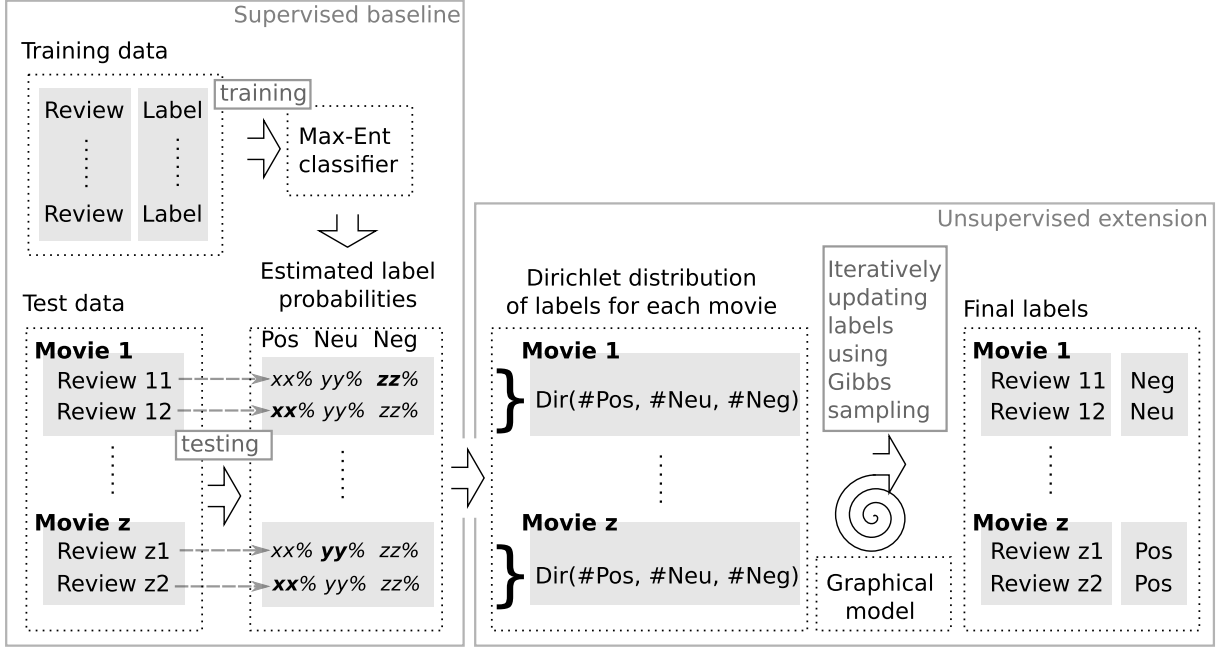 Supervised baseline
Training data
training
Review Label
Review Label
Max-Ent
classifier
Estimated label
probabilities
Test data
Pos Neu Neg
Movie 1
Review 11 xx% yy% zz%
Review 12 xx% yy% zz%
testing
Movie z
Review z1 xx% yy% zz%
Review z2 xx% yy% zz%
Unsupervised extension
Dirichlet distribution
of labels for each movie
Movie 1
Dir(#Pos, #Neu, #Neg)
Movie z
Dir(#Pos, #Neu, #Neg)
Iteratively
updating
labels
using
Gibbs
sampling
Graphical
model
Final labels
Movie 1
Review 11 Neg
Review 12 Neu
Movie z
Review z1 Pos
Review z2 Pos